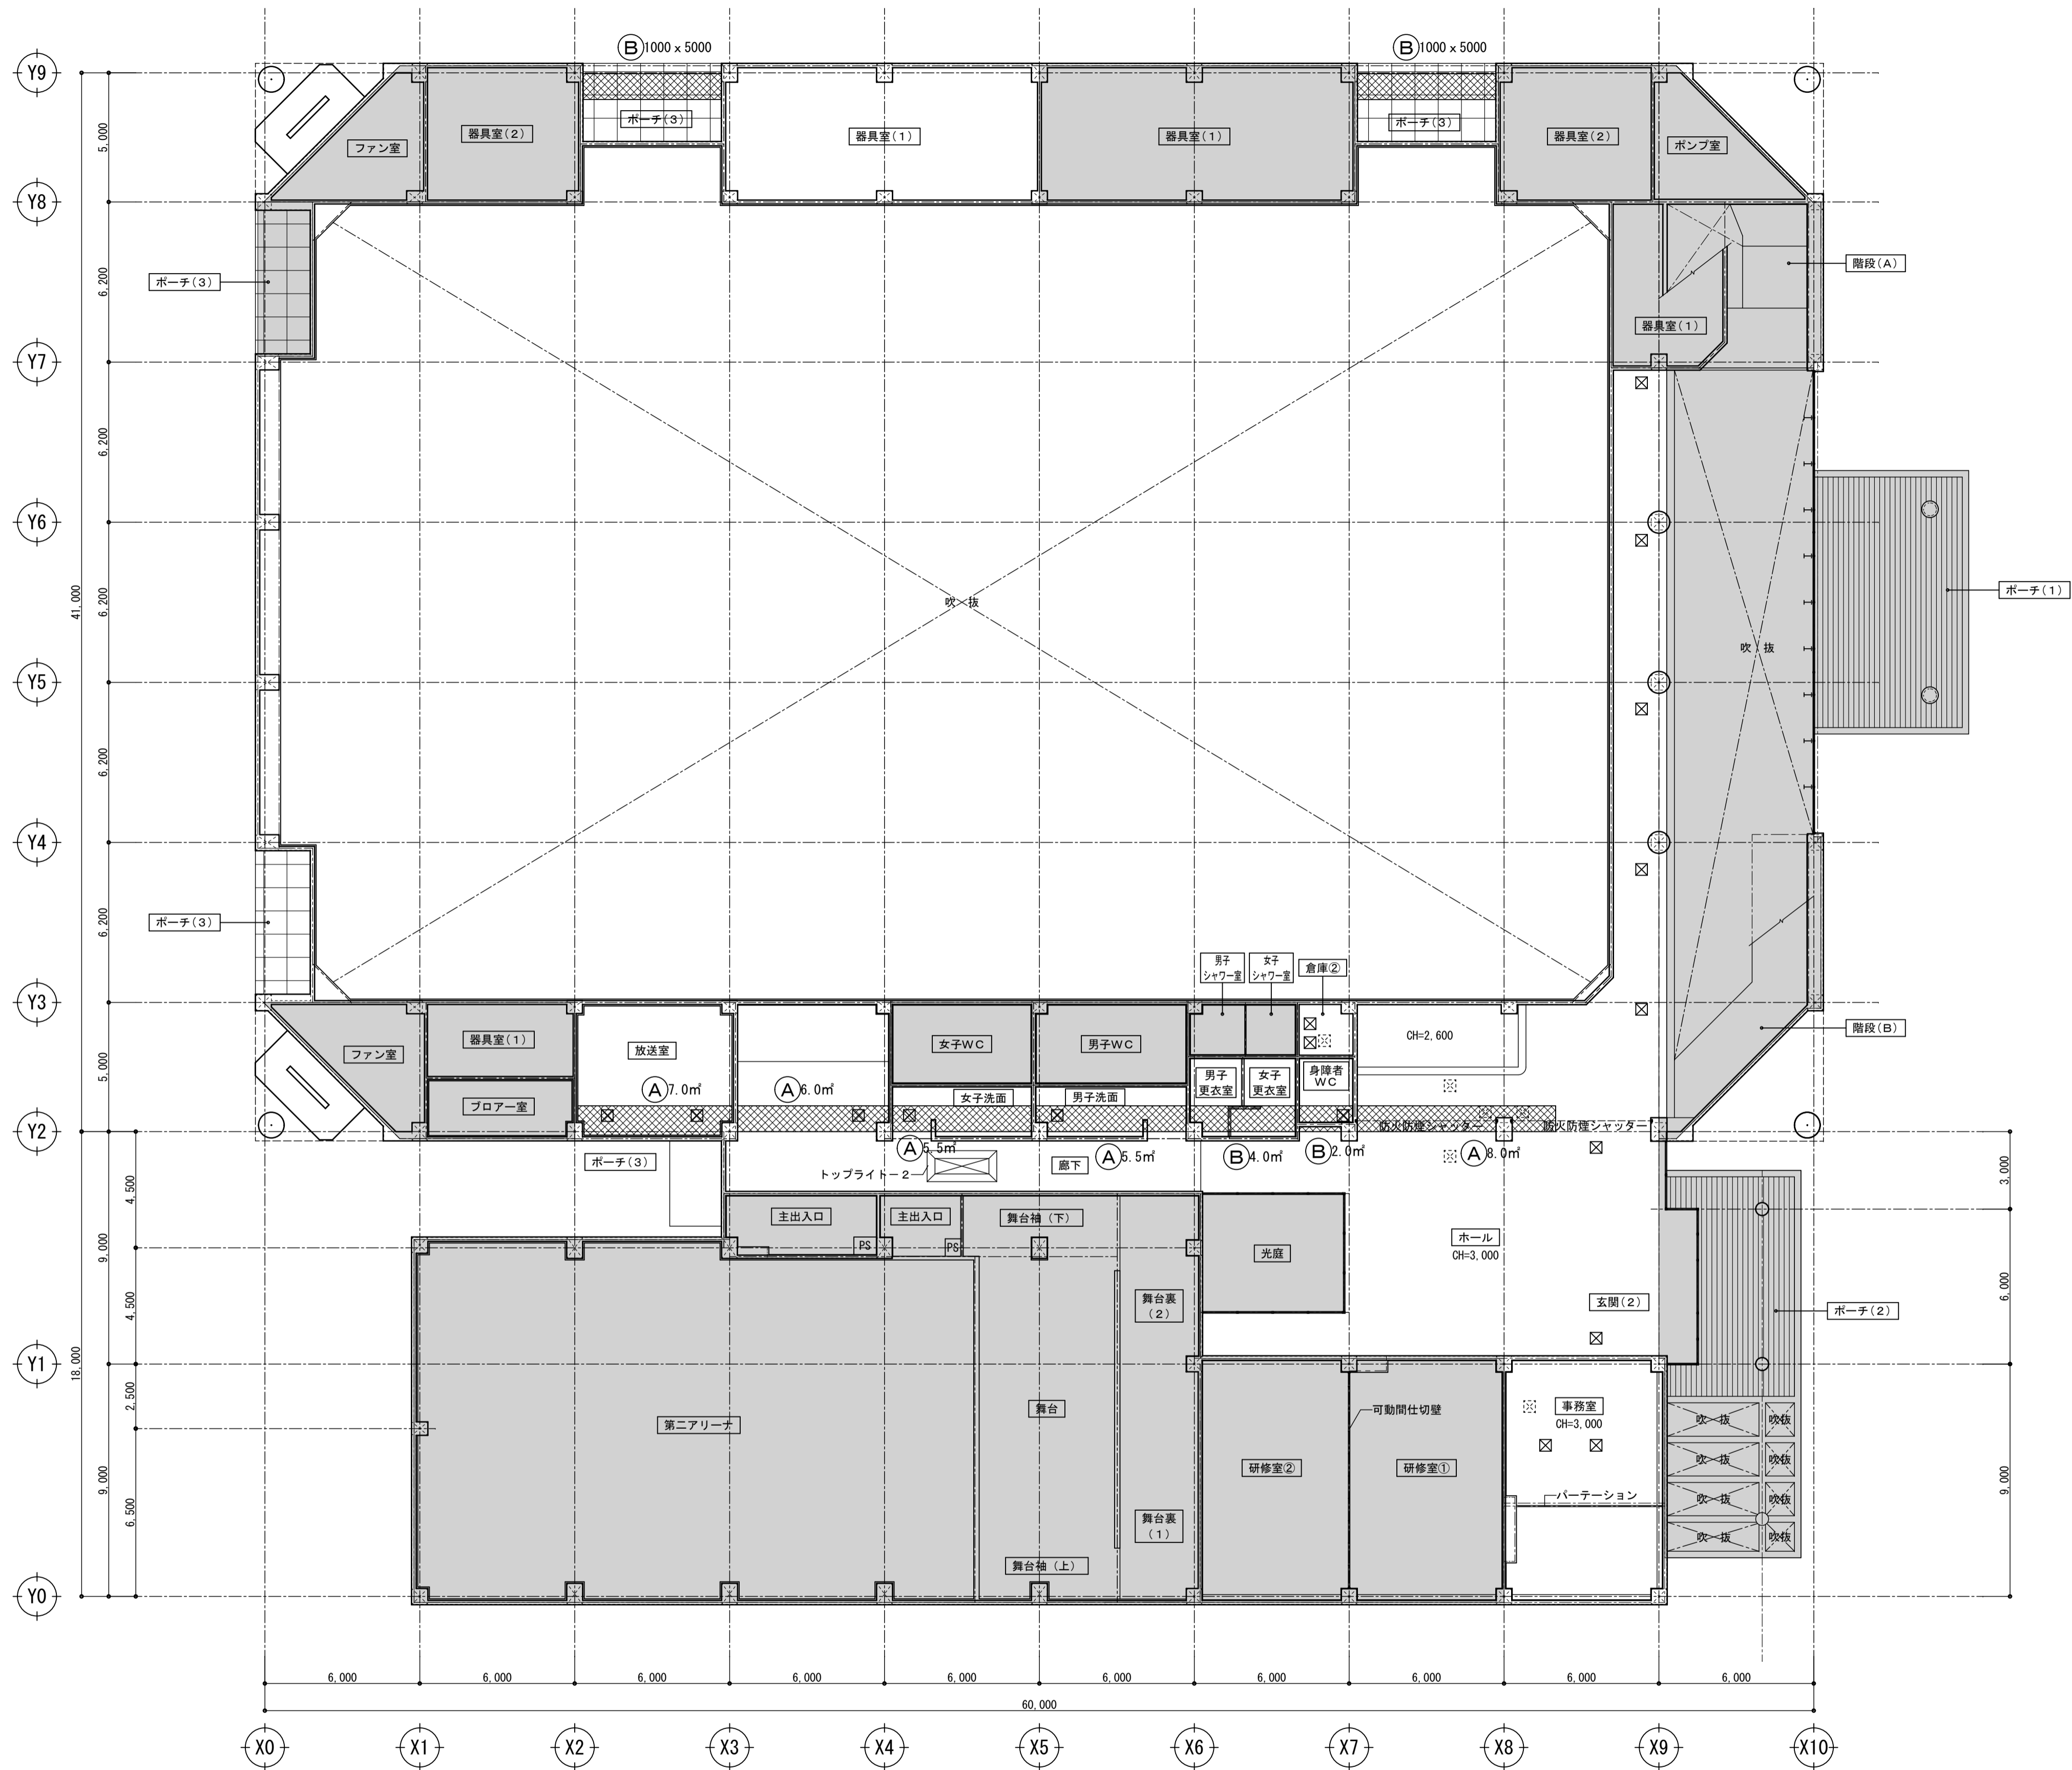 Ⓑ1000 x 5000
Ⓑ1000 x 5000
Y9
ファン室
器具室(2)
ポーチ(3)
器具室(1)
器具室(1)
ポーチ(3)
器具室(2)
ポンプ室
5,000
Y8
ポーチ(3)
6,200
階段(A)
器具室(1)
Y7
6,200
Y6
41,000
6,200
吹 抜
ポーチ(1)
吹 抜
Y5
6,200
Y4
ポーチ(3)
6,200
男子
シャワー室
女子
シャワー室
倉庫②
Y3
ファン室
器具室(1)
ブロアー室
放送室
Ⓐ7.0㎡
Ⓐ6.0㎡
女子WC
男子WC
女子洗面
男子洗面
男子
更衣室
女子
更衣室
身障者
WC
CH=2,600
階段(B)
5,000
Y2
防火防煙シャッター
防火防煙シャッター
Ⓐ5.5㎡
Ⓐ5.5㎡
Ⓑ4.0㎡
Ⓑ2.0㎡
Ⓐ8.0㎡
ポーチ(3)
トップライト－2
廊下
4,500
3,000
主出入口
PS
主出入口
PS
舞台袖(下)
光庭
ホール
CH=3,000
9,000
4,500
舞台裏
(2)
玄関(2)
ポーチ(2)
6,000
Y1
18,000
2,500
第二アリーナ
舞台
可動間仕切壁
事務室
CH=3,000
吹 抜
吹抜
吹 抜
吹抜
研修室②
研修室①
9,000
6,500
パーテーション
吹 抜
吹抜
舞台裏
(1)
吹 抜
吹抜
舞台袖(上)
9,000
Y0
6,000
6,000
6,000
6,000
6,000
6,000
6,000
6,000
6,000
6,000
60,000
X0
X1
X2
X3
X4
X5
X6
X7
X8
X9
X10